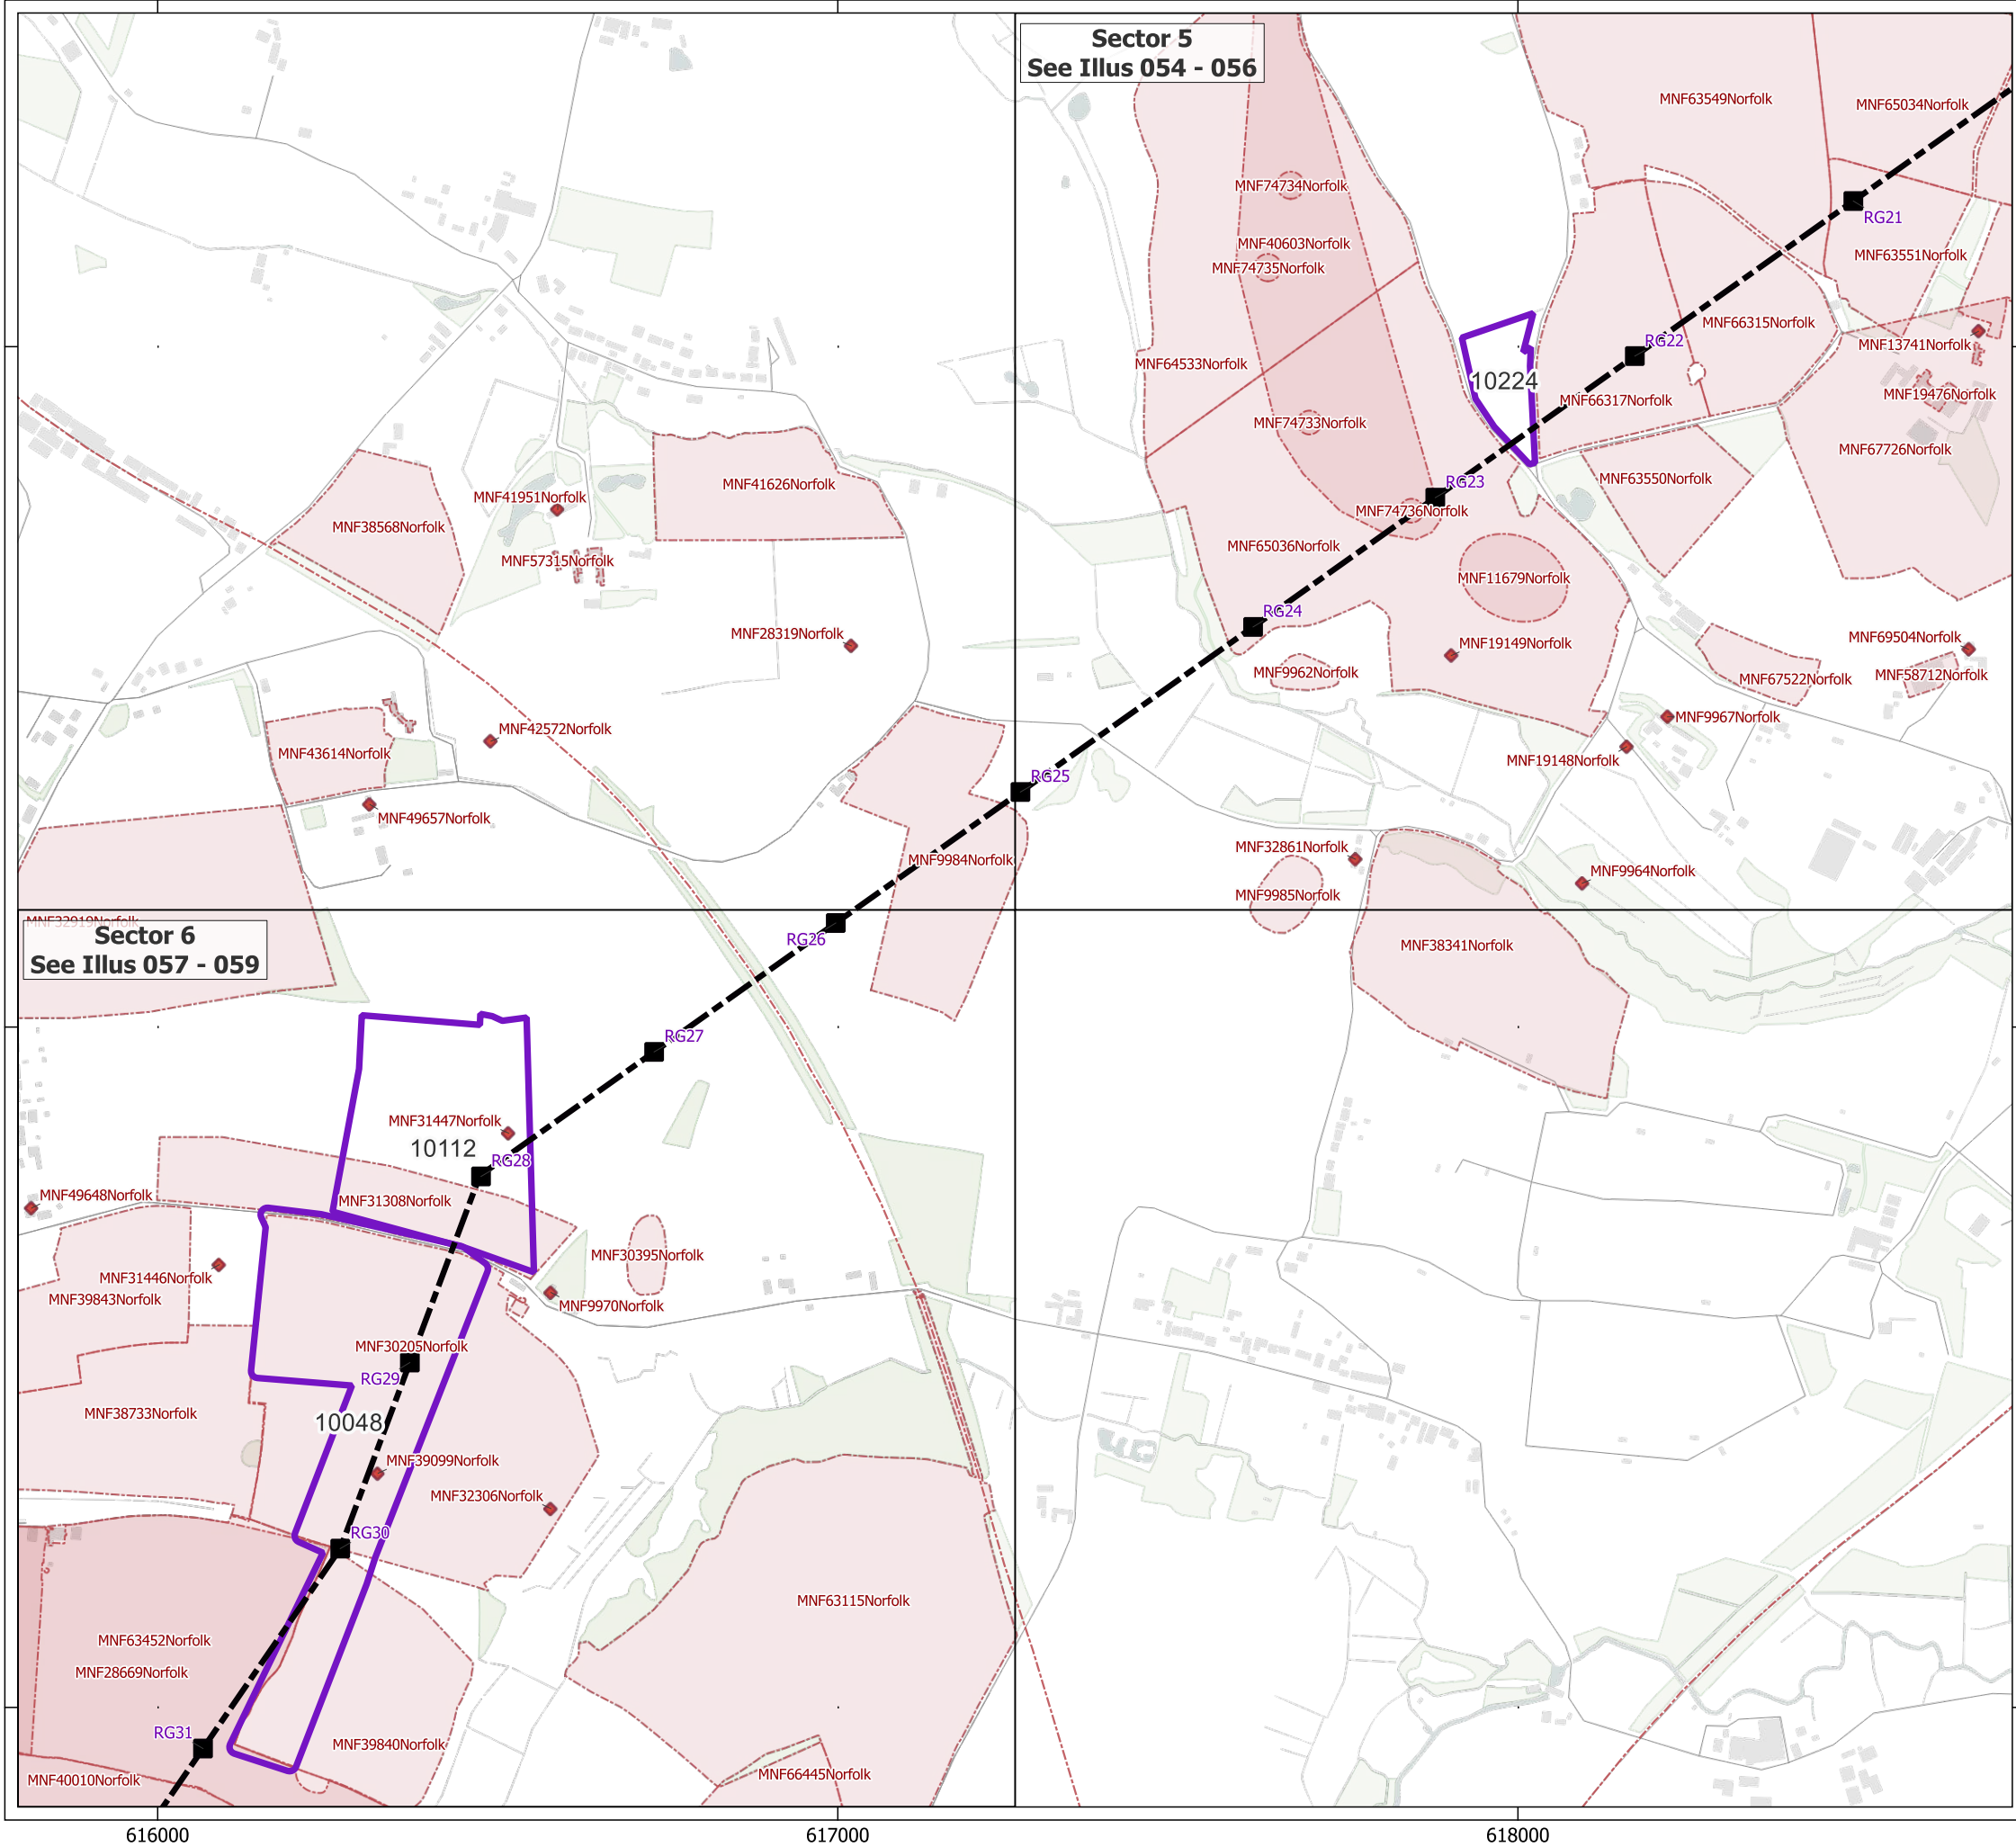 Sector 5
See Illus 054 - 056
MNF63549Norfolk
MNF65034Norfolk
MNF74734Norfolk
RG21
MNF40603Norfolk
MNF63551Norfolk
MNF74735Norfolk
MNF66315Norfolk
RG22
MNF13741Norfolk
MNF64533Norfolk
10224
MNF19476Norfolk
MNF66317Norfolk
MNF74733Norfolk
MNF67726Norfolk
MNF63550Norfolk
RG23
MNF41626Norfolk
MNF41951Norfolk
MNF74736Norfolk
MNF38568Norfolk
MNF65036Norfolk
MNF57315Norfolk
MNF11679Norfolk
RG24
MNF28319Norfolk
MNF69504Norfolk
MNF19149Norfolk
MNF9962Norfolk
MNF58712Norfolk
MNF67522Norfolk
MNF9967Norfolk
MNF42572Norfolk
MNF43614Norfolk
MNF19148Norfolk
RG25
MNF49657Norfolk
MNF32861Norfolk
MNF9984Norfolk
MNF9964Norfolk
MNF9985Norfolk
MNF32919Norfolk
Sector 6
See Illus 057 - 059
RG26
MNF38341Norfolk
RG27
MNF31447Norfolk
10112
RG28
MNF49648Norfolk
MNF31308Norfolk
MNF30395Norfolk
MNF31446Norfolk
MNF39843Norfolk
MNF9970Norfolk
MNF30205Norfolk
RG29
MNF38733Norfolk
10048
MNF39099Norfolk
MNF32306Norfolk
RG30
MNF63115Norfolk
MNF63452Norfolk
MNF28669Norfolk
RG31
MNF39840Norfolk
MNF40010Norfolk
MNF66445Norfolk
616000
617000
618000